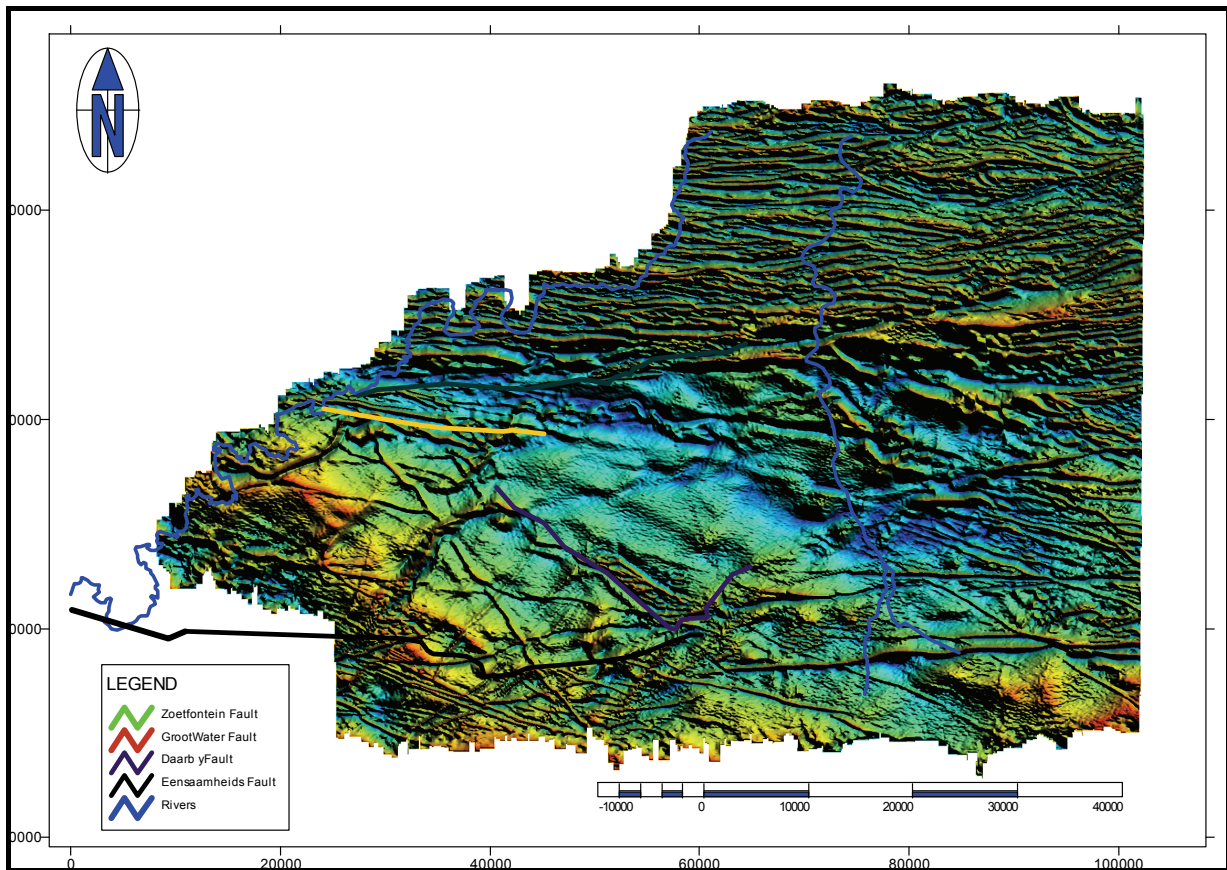 N
0000
0000
LEGEND
Zoetfontein Fault
GrootWater Fault
Daarb yFault
Eensaamheids Fault
Rivers
0000
0000
-10000 0 10000 20000 30000 40000
0 20000 40000 60000 80000 100000